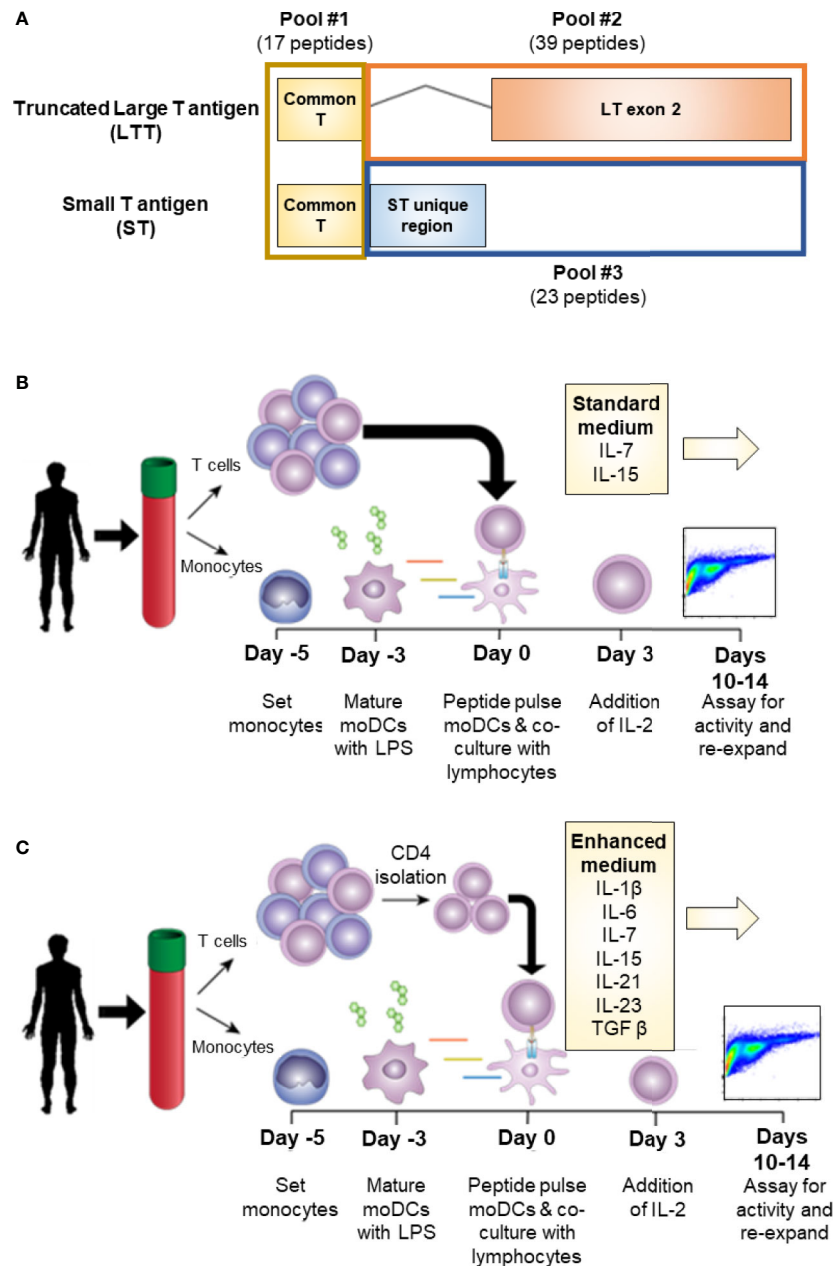 A
Pool #1
(17 peptides)
Pool #2
(39 peptides)
Truncated Large T antigen
(LTT)
Common
T
LT exon 2
Small T antigen
(ST)
Common
T
ST unique
region
Pool #3
(23 peptides)
B
T cells
Monocytes
Standard
medium
IL-7
IL-15
Day -5
Day -3
Day 0
Day 3
Days
10-14
Set
monocytes
Mature
moDCs
with LPS
Peptide pulse
moDCs & co-
culture with
lymphocytes
Addition
of IL-2
Assay for
activity and
re-expand
C
CD4
isolation
T cells
Monocytes
Enhanced
medium
IL-1β
IL-6
IL-7
IL-15
IL-21
IL-23
TGF β
Day -5
Day -3
Day 0
Day 3
Days
10-14
Set
monocytes
Mature
moDCs
with LPS
Peptide pulse
moDCs & co-
culture with
lymphocytes
Addition
of IL-2
Assay for
activity and
re-expand